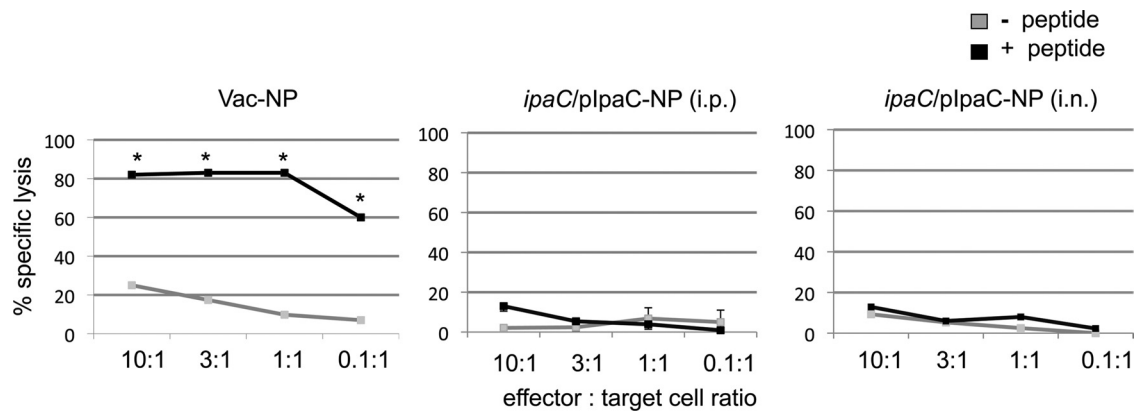 - peptide
+ peptide
Vac-NP
ipaC/pIpaC-NP (i.p.)
ipaC/pIpaC-NP (i.n.)
% specific lysis
100
80
60
40
20
0
* * * *
10:1 3:1 1:1 0.1:1
100
80
60
40
20
0
10:1 3:1 1:1 0.1:1
100
80
60
40
20
0
10:1 3:1 1:1 0.1:1
effector : target cell ratio